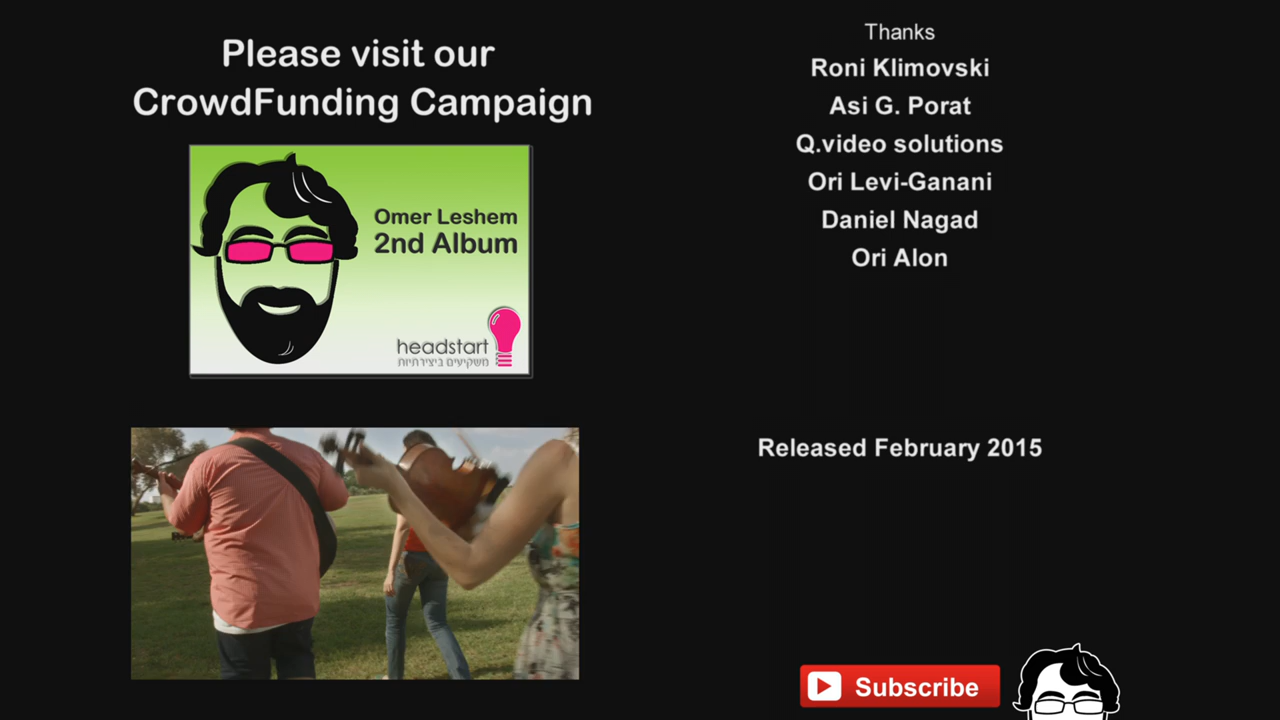 Please visit our
CrowdFunding Campaign
Omer Leshem
2nd Album
headstart
משקיעים ביצירתיות
Thanks
Roni Klimovski
Asi G. Porat
Q.video solutions
Ori Levi-Ganani
Daniel Nagad
Ori Alon
Released February 2015
Subscribe